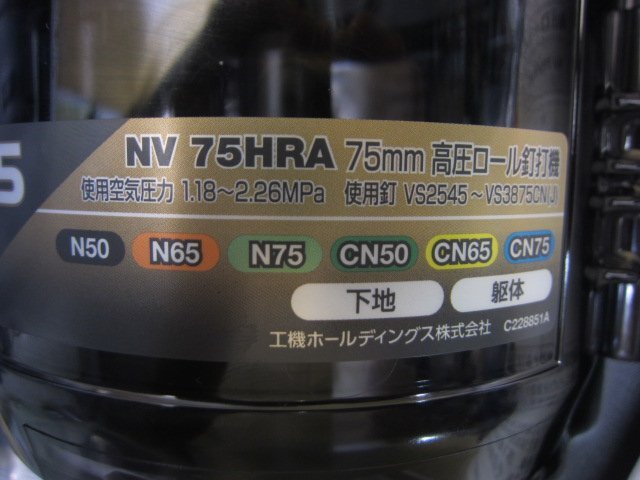 5
NV 75HRA 75mm 高圧ロール釘打機
使用空気圧力 1.18～2.26MPa 使用釘 VS2545～VS3875CN(J)
N50 N65 N75 CN50 CN65 CN75
下地 躯体
工機ホールディングス株式会社 C228851A